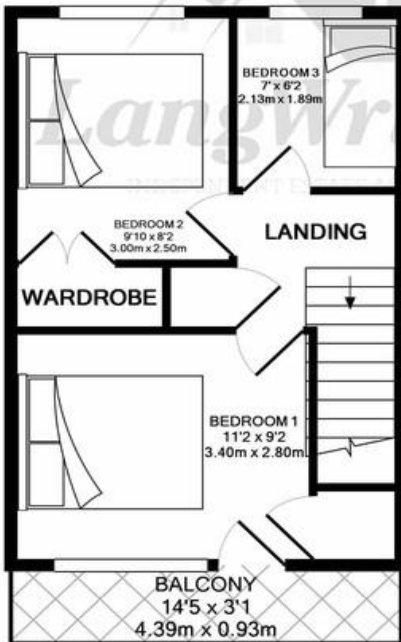 BEDROOM 3
7' x 6'2
2.13m x 1.89m
BEDROOM 2
9'10 x 8'2
3.00m x 2.50m
LANDING
WARDROBE
BEDROOM 1
11'2 x 9'2
3.40m x 2.80m
BALCONY
14'5 x 3'1
4.39m x 0.93m